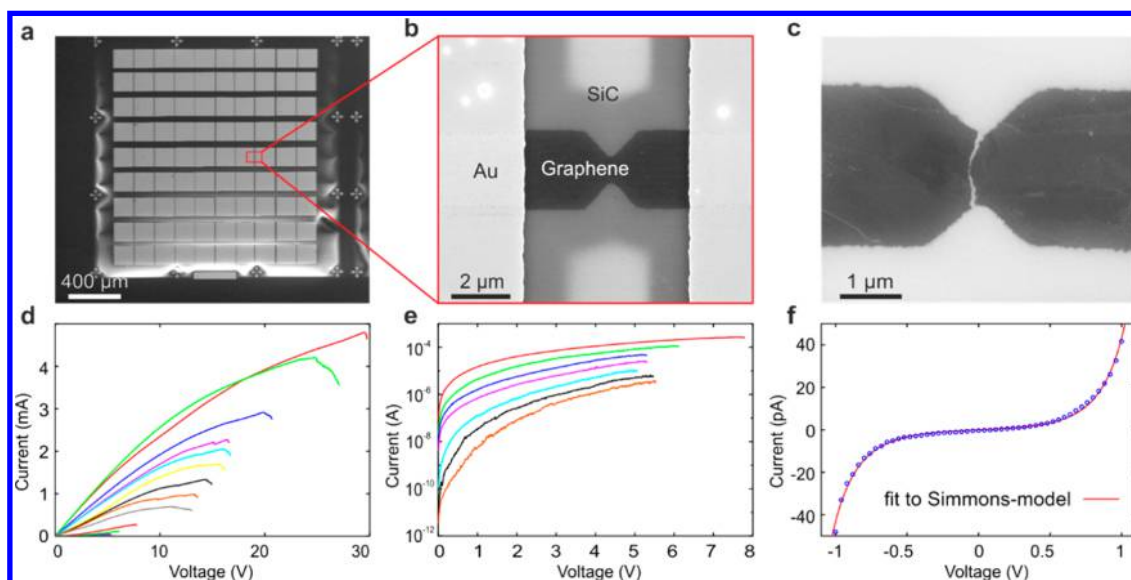 a
400 µm
b
SiC
Au
Graphene
2 µm
c
1 µm
d
5
4
3
2
1
0
Current (mA)
0 10 20 30
Voltage (V)
e
10⁻⁴
10⁻⁶
10⁻⁸
10⁻¹⁰
10⁻¹²
Current (A)
0 1 2 3 4 5 6 7 8
Voltage (V)
f
40
20
0
-20
-40
Current (pA)
fit to Simmons-model
-1 -0.5 0 0.5 1
Voltage (V)